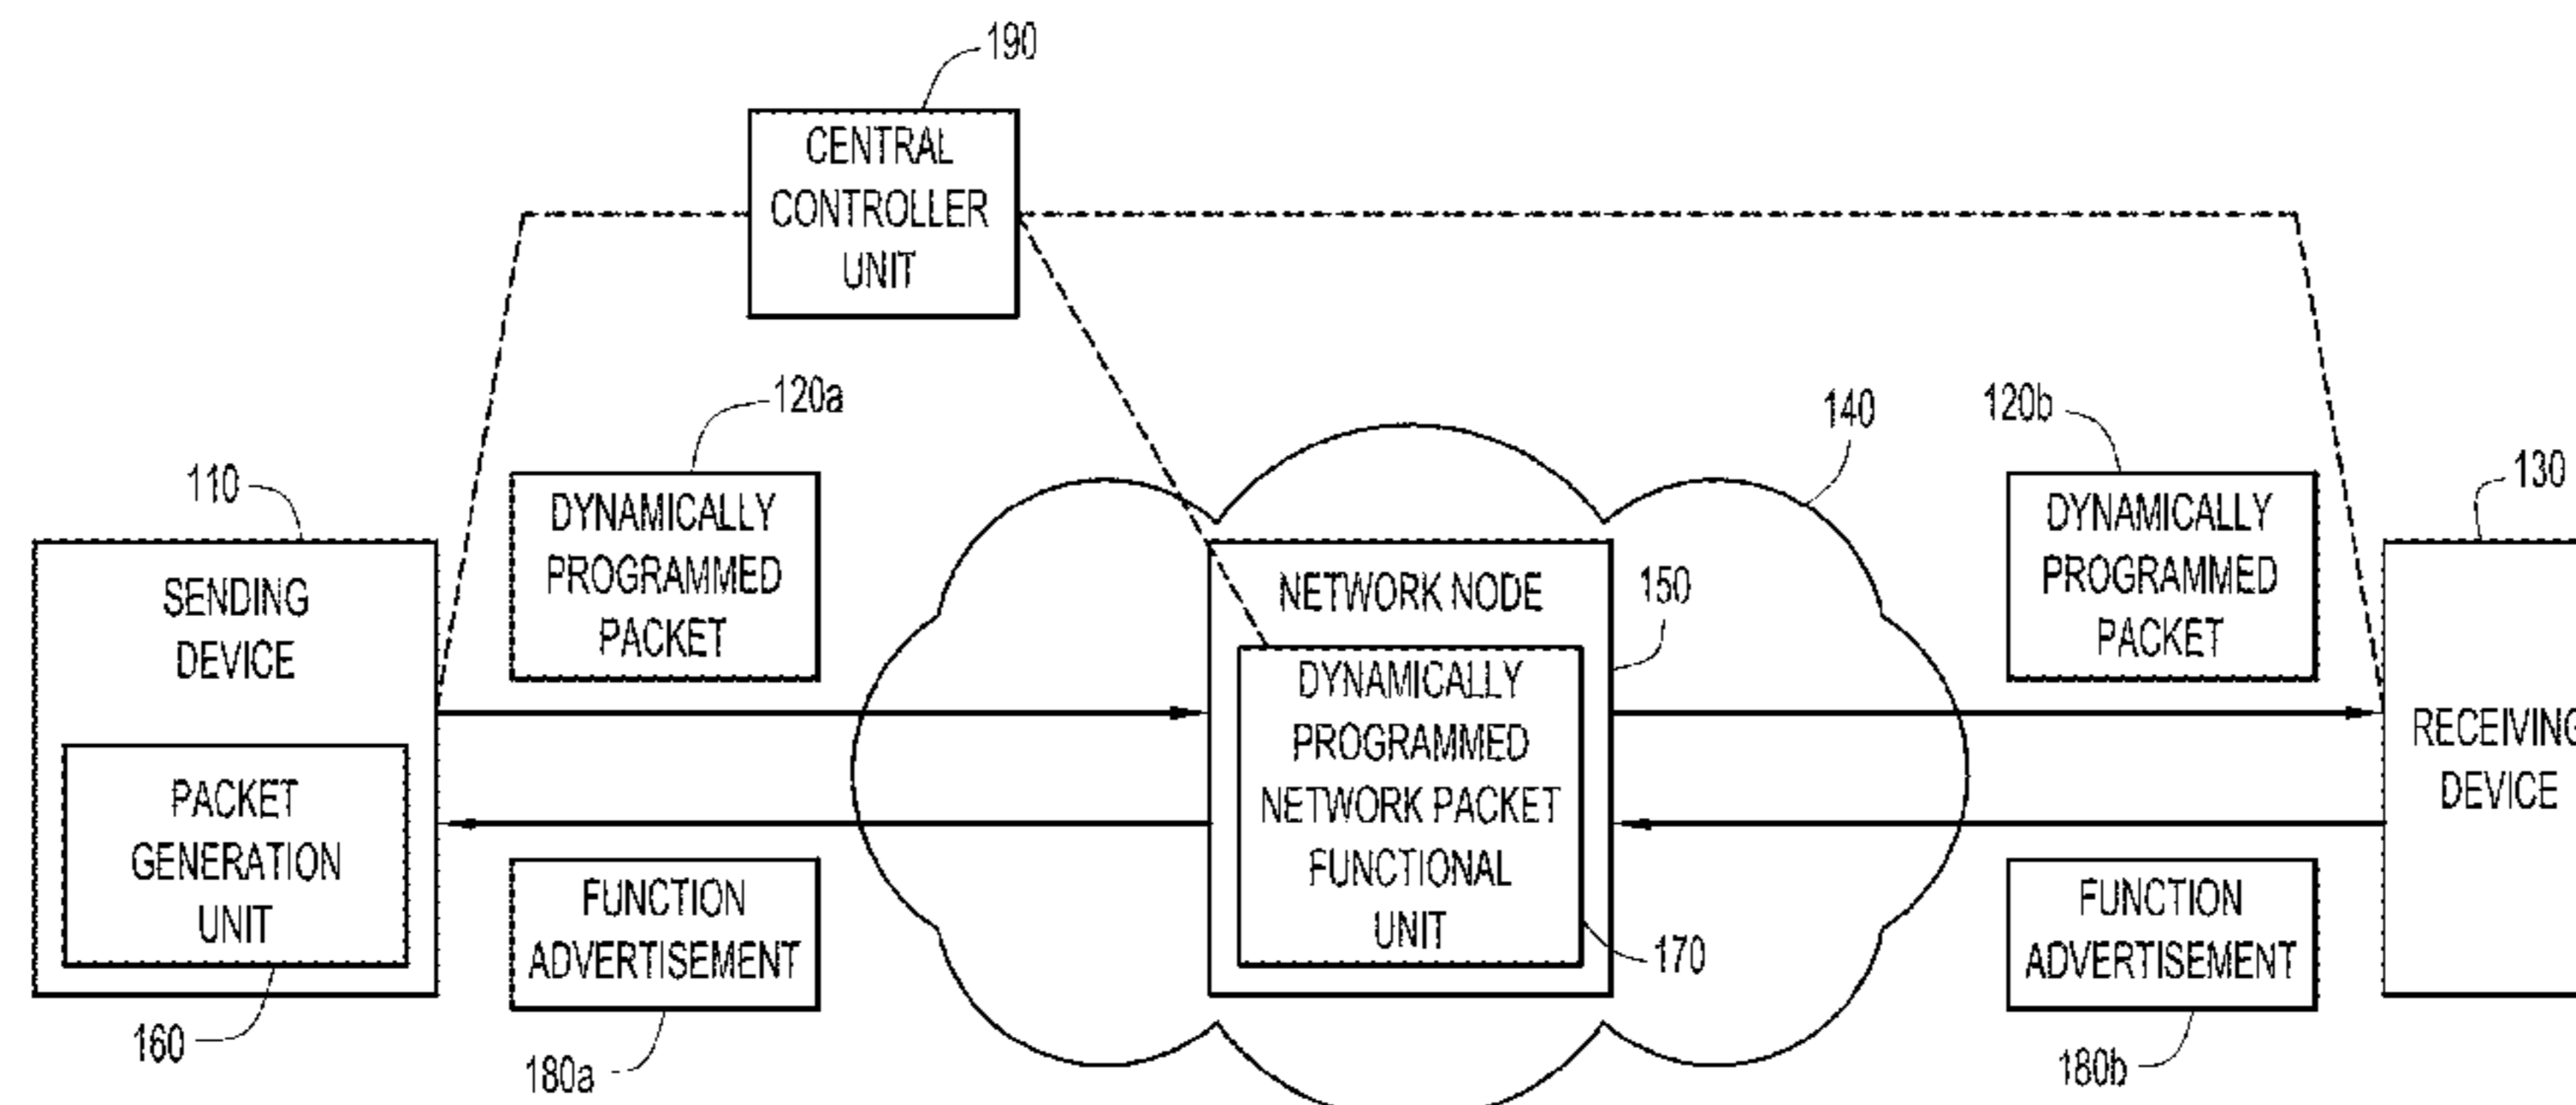 190
CENTRAL
CONTROLLER
UNIT
120a
140
120b
110
130
DYNAMICALLY
PROGRAMMED
PACKET
DYNAMICALLY
PROGRAMMED
PACKET
SENDING
DEVICE
NETWORK NODE
150
DYNAMICALLY
PROGRAMMED
NETWORK PACKET
FUNCTIONAL
UNIT
170
RECEIVING
DEVICE
PACKET
GENERATION
UNIT
160
FUNCTION
ADVERTISEMENT
180a
FUNCTION
ADVERTISEMENT
180b